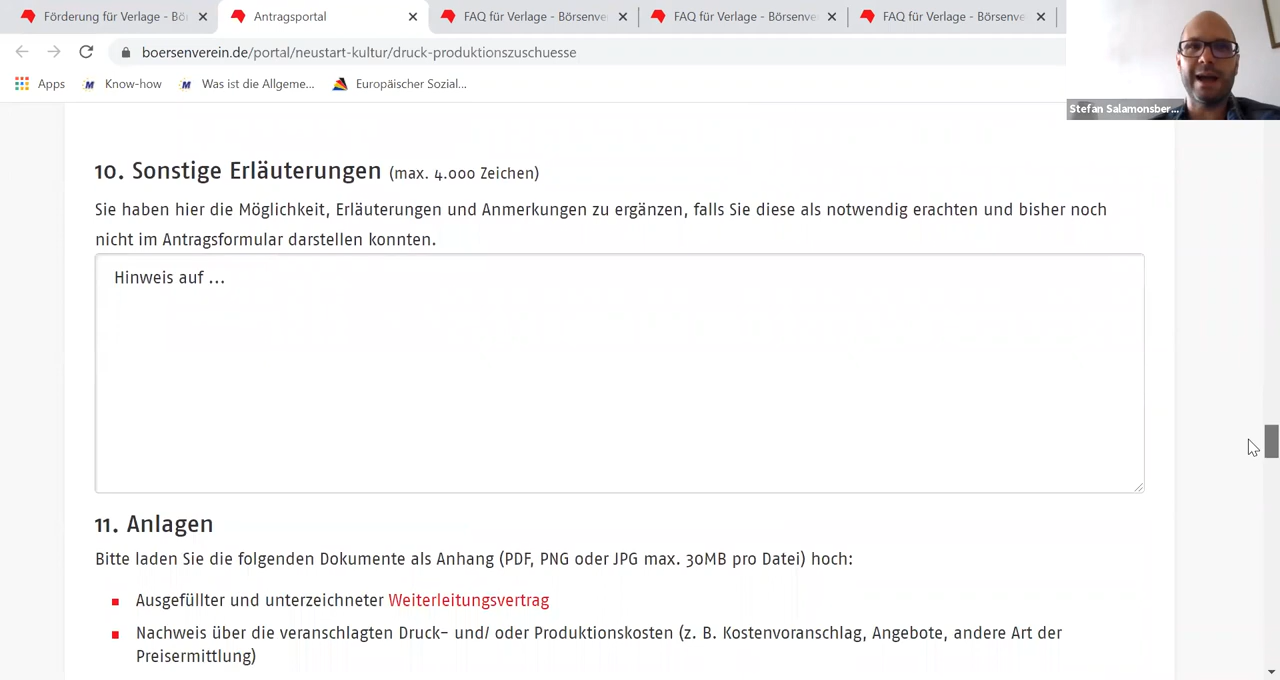 Förderung für Verlage - Bö
Antragsportal
FAQ für Verlage - Börsenve
FAQ für Verlage - Börsenve
FAQ für Verlage - Börsenve
boersenverein.de/portal/neustart-kultur/druck-produktionszuschuesse
Apps
Know-how
Was ist die Allgeme...
Europäischer Sozial...
Stefan Salamonsber...
10. Sonstige Erläuterungen (max. 4.000 Zeichen)
Sie haben hier die Möglichkeit, Erläuterungen und Anmerkungen zu ergänzen, falls Sie diese als notwendig erachten und bisher noch
nicht im Antragsformular darstellen konnten.
Hinweis auf ...
11. Anlagen
Bitte laden Sie die folgenden Dokumente als Anhang (PDF, PNG oder JPG max. 30MB pro Datei) hoch:
Ausgefüllter und unterzeichneter Weiterleitungsvertrag
Nachweis über die veranschlagten Druck- und/ oder Produktionskosten (z. B. Kostenvoranschlag, Angebote, andere Art der
Preisermittlung)